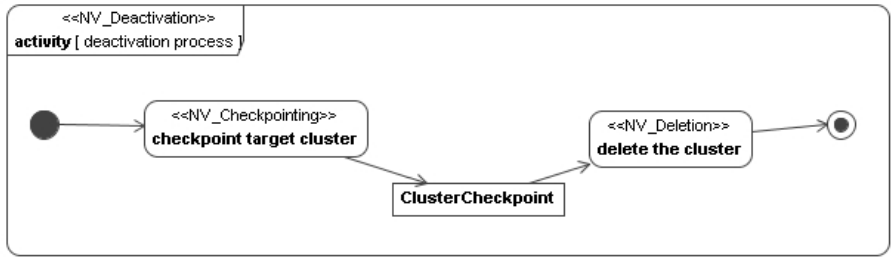 <<NV_Deactivation>>
activity [ deactivation process ]
<<NV_Checkpointing>>
checkpoint target cluster
<<NV_Deletion>>
delete the cluster
ClusterCheckpoint